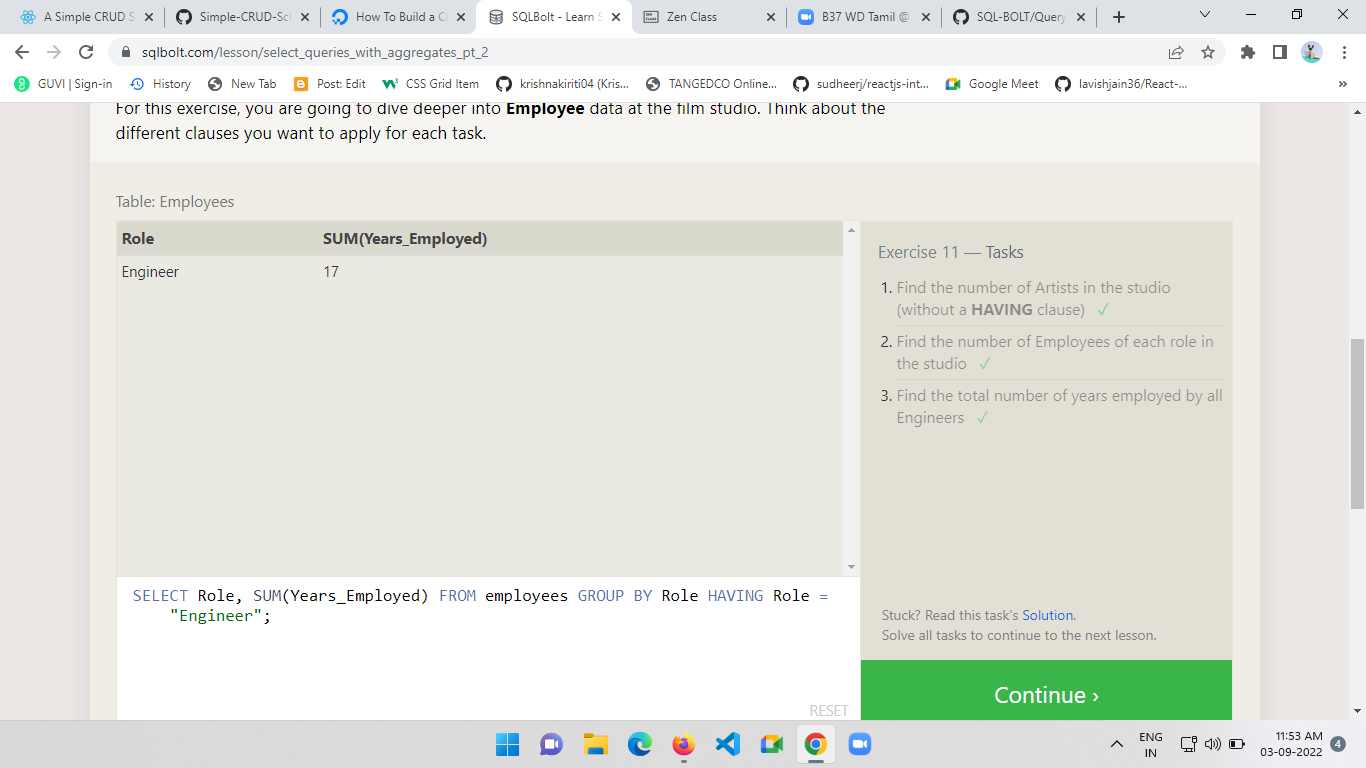 A Simple CRUD S
Simple-CRUD-Sch
How To Build a C
SQLBolt - Learn S
Zen Class
B37 WD Tamil @
SQL-BOLT/Query
sqlbolt.com/lesson/select_queries_with_aggregates_pt_2
GUVI | Sign-in
History
New Tab
Post: Edit
CSS Grid Item
krishnakiriti04 (Kris...
TANGEDCO Online...
sudheerj/reactjs-int...
Google Meet
lavishjain36/React-...
»
For this exercise, you are going to dive deeper into Employee data at the film studio. Think about the
different clauses you want to apply for each task.
Table: Employees
Role SUM(Years_Employed)
Engineer 17
SELECT Role, SUM(Years_Employed) FROM employees GROUP BY Role HAVING Role =
"Engineer";
RESET
Exercise 11 — Tasks
1. Find the number of Artists in the studio
(without a HAVING clause) ✓
2. Find the number of Employees of each role in
the studio ✓
3. Find the total number of years employed by all
Engineers ✓
Stuck? Read this task's Solution.
Solve all tasks to continue to the next lesson.
Continue ›
ENG
IN
11:53 AM
03-09-2022
4